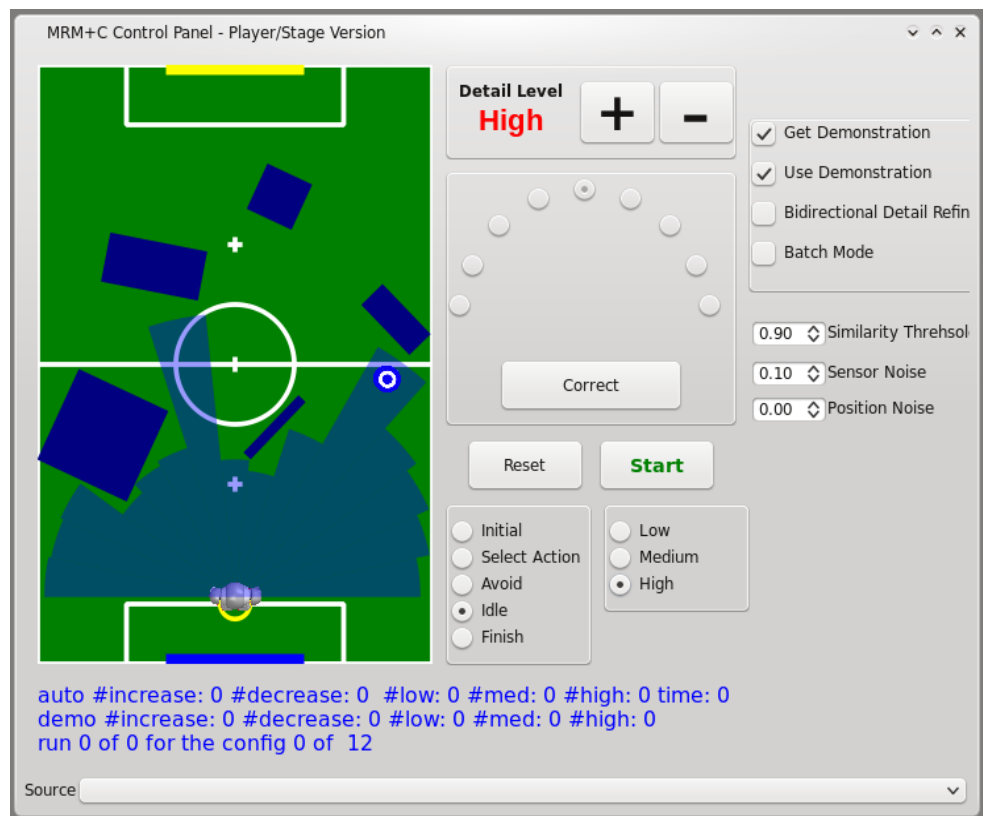 MRM+C Control Panel - Player/Stage Version
Detail Level
High
+
-
Get Demonstration
Use Demonstration
Bidirectional Detail Refin
Batch Mode
0.90 Similarity Threhsol
0.10 Sensor Noise
0.00 Position Noise
Correct
Reset
Start
Initial
Select Action
Avoid
Idle
Finish
Low
Medium
High
auto #increase: 0 #decrease: 0 #low: 0 #med: 0 #high: 0 time: 0
demo #increase: 0 #decrease: 0 #low: 0 #med: 0 #high: 0
run 0 of 0 for the config 0 of 12
Source